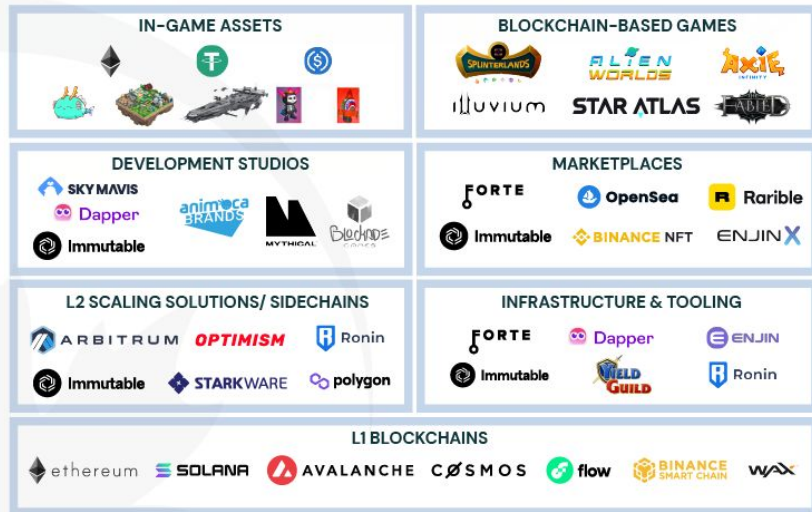 IN-GAME ASSETS
BLOCKCHAIN-BASED GAMES
SPLINTERLANDS
ALIEN WORLDS
AXIE INFINITY
ILLUVIUM
STAR ATLAS
FABLED
DEVELOPMENT STUDIOS
SKY MAVIS
Dapper
animoca BRANDS
MYTHICAL
BLOCKADE GAMES
Immutable
MARKETPLACES
FORTE
OpenSea
R Rarible
Immutable
BINANCE NFT
ENJIN X
L2 SCALING SOLUTIONS/ SIDECHAINS
ARBITRUM
OPTIMISM
Ronin
Immutable
STARKWARE
polygon
INFRASTRUCTURE & TOOLING
FORTE
Dapper
ENJIN
Immutable
YIELD GUILD
Ronin
L1 BLOCKCHAINS
ethereum
SOLANA
AVALANCHE
COSMOS
flow
BINANCE SMART CHAIN
WAX